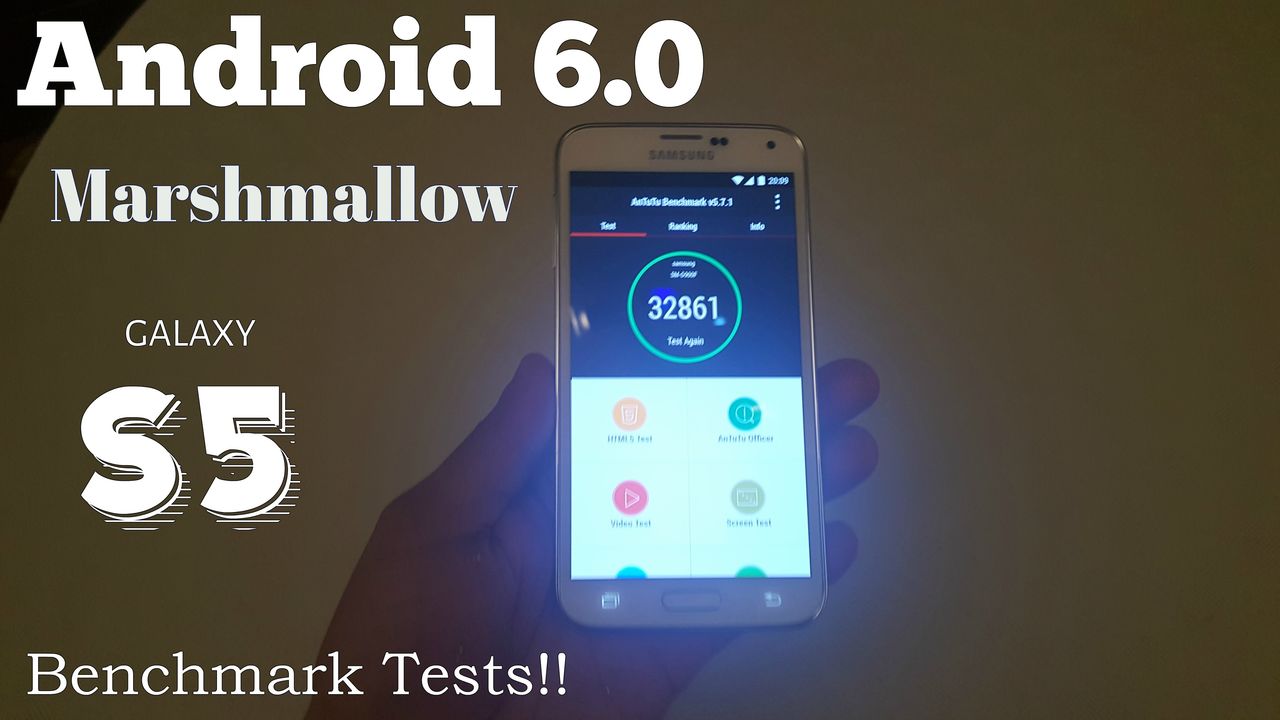 Android 6.0
Marshmallow
GALAXY
S5
Benchmark Tests!!
SAMSUNG
20:09
AnTuTu Benchmark v5.7.1
Test
Ranking
Info
samsung
SM-G900F
32861
Test Again
HTML5 test
AnTuTu Officer
Video test
Screen test